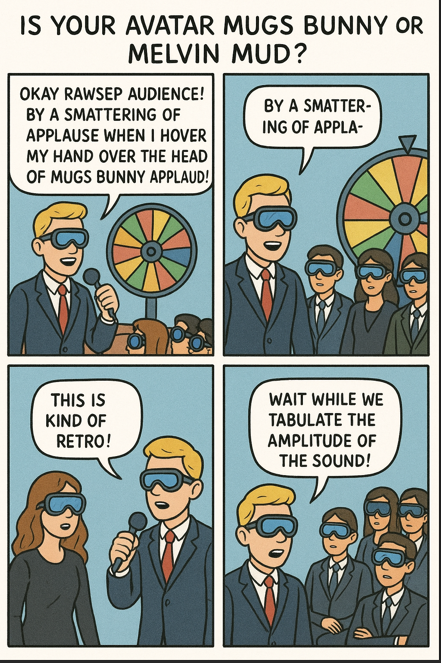 IS YOUR AVATAR MUGS BUNNY OR
MELVIN MUD?
OKAY RAWSEP AUDIENCE!
BY A SMATTERING OF
APPLAUSE WHEN I HOVER
MY HAND OVER THE HEAD
OF MUGS BUNNY APPLAUD!
BY A SMATTER-
ING OF APPLA-
THIS IS
KIND OF
RETRO!
WAIT WHILE WE
TABULATE THE
AMPLITUDE OF
THE SOUND!